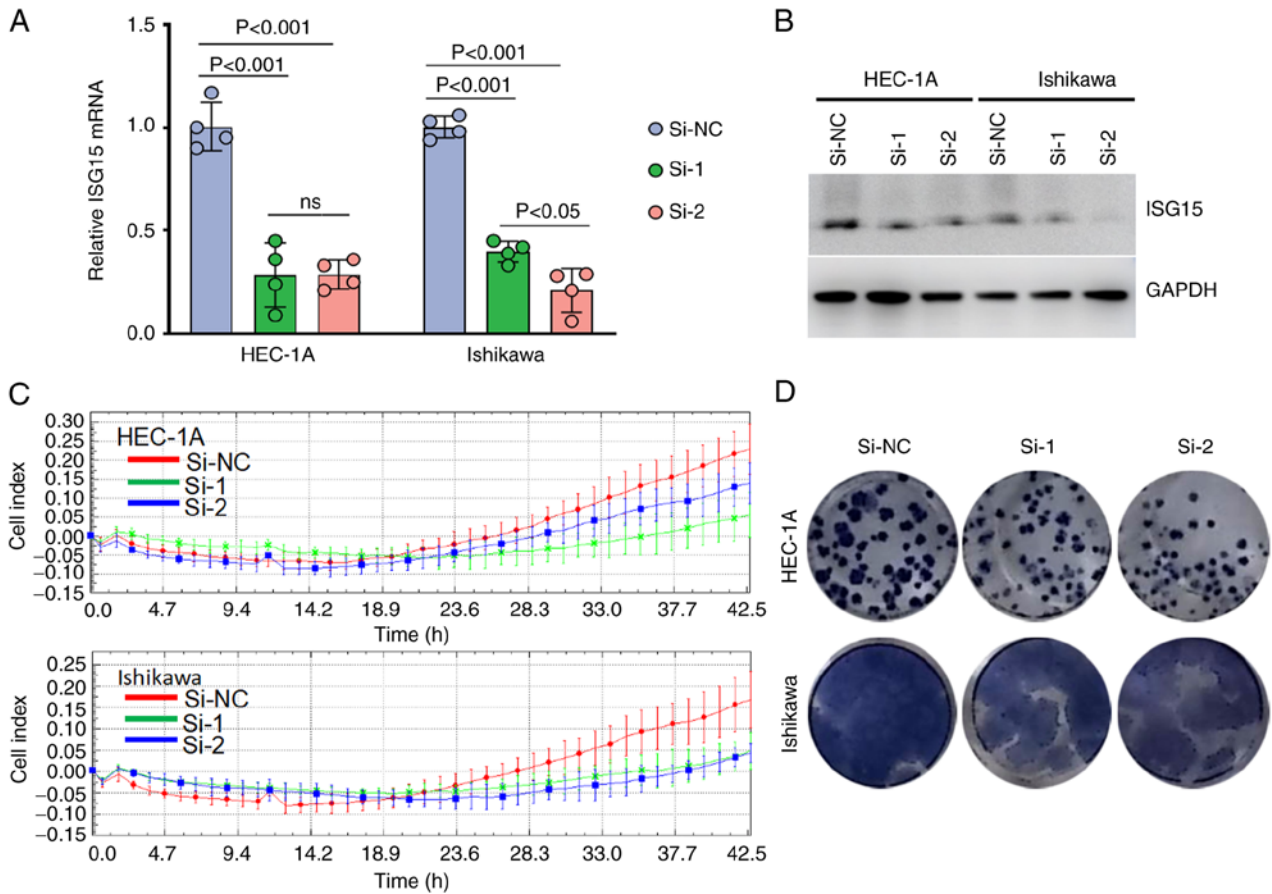 A
Relative ISG15 mRNA
1.5
1.0
0.5
0.0
P<0.001
P<0.001
ns
P<0.001
P<0.001
P<0.05
HEC-1A
Ishikawa
Si-NC
Si-1
Si-2
B
HEC-1A
Ishikawa
Si-NC
Si-1
Si-2
Si-NC
Si-1
Si-2
ISG15
GAPDH
C
Cell index
0.30
0.25
0.20
0.15
0.10
0.05
0.00
−0.05
−0.10
−0.15
HEC-1A
Si-NC
Si-1
Si-2
0.0 4.7 9.4 14.2 18.9 23.6 28.3 33.0 37.7 42.5
Time (h)
Cell index
0.25
0.20
0.15
0.10
0.05
0.00
−0.05
−0.10
−0.15
Ishikawa
Si-NC
Si-1
Si-2
0.0 4.7 9.4 14.2 18.9 23.6 28.3 33.0 37.7 42.5
Time (h)
D
Si-NC Si-1 Si-2
HEC-1A
Ishikawa